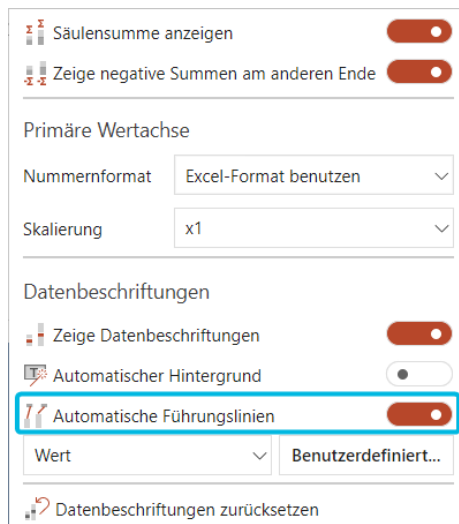 Säulensumme anzeigen
Zeige negative Summen am anderen Ende
Primäre Wertachse
Nummernformat Excel-Format benutzen
Skalierung x1
Datenbeschriftungen
Zeige Datenbeschriftungen
Automatischer Hintergrund
Automatische Führungslinien
Wert Benutzerdefiniert...
Datenbeschriftungen zurücksetzen